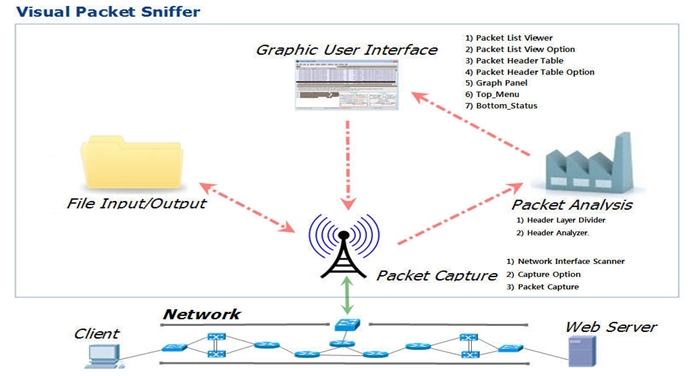 Visual Packet Sniffer
Graphic User Interface
1) Packet List Viewer
2) Packet List View Option
3) Packet Header Table
4) Packet Header Table Option
5) Graph Panel
6) Top_Menu
7) Bottom_Status
File Input/Output
Packet Analysis
1) Header Layer Divider
2) Header Analyzer.
Packet Capture
1) Network Interface Scanner
2) Capture Option
3) Packet Capture
Network
Client
Web Server